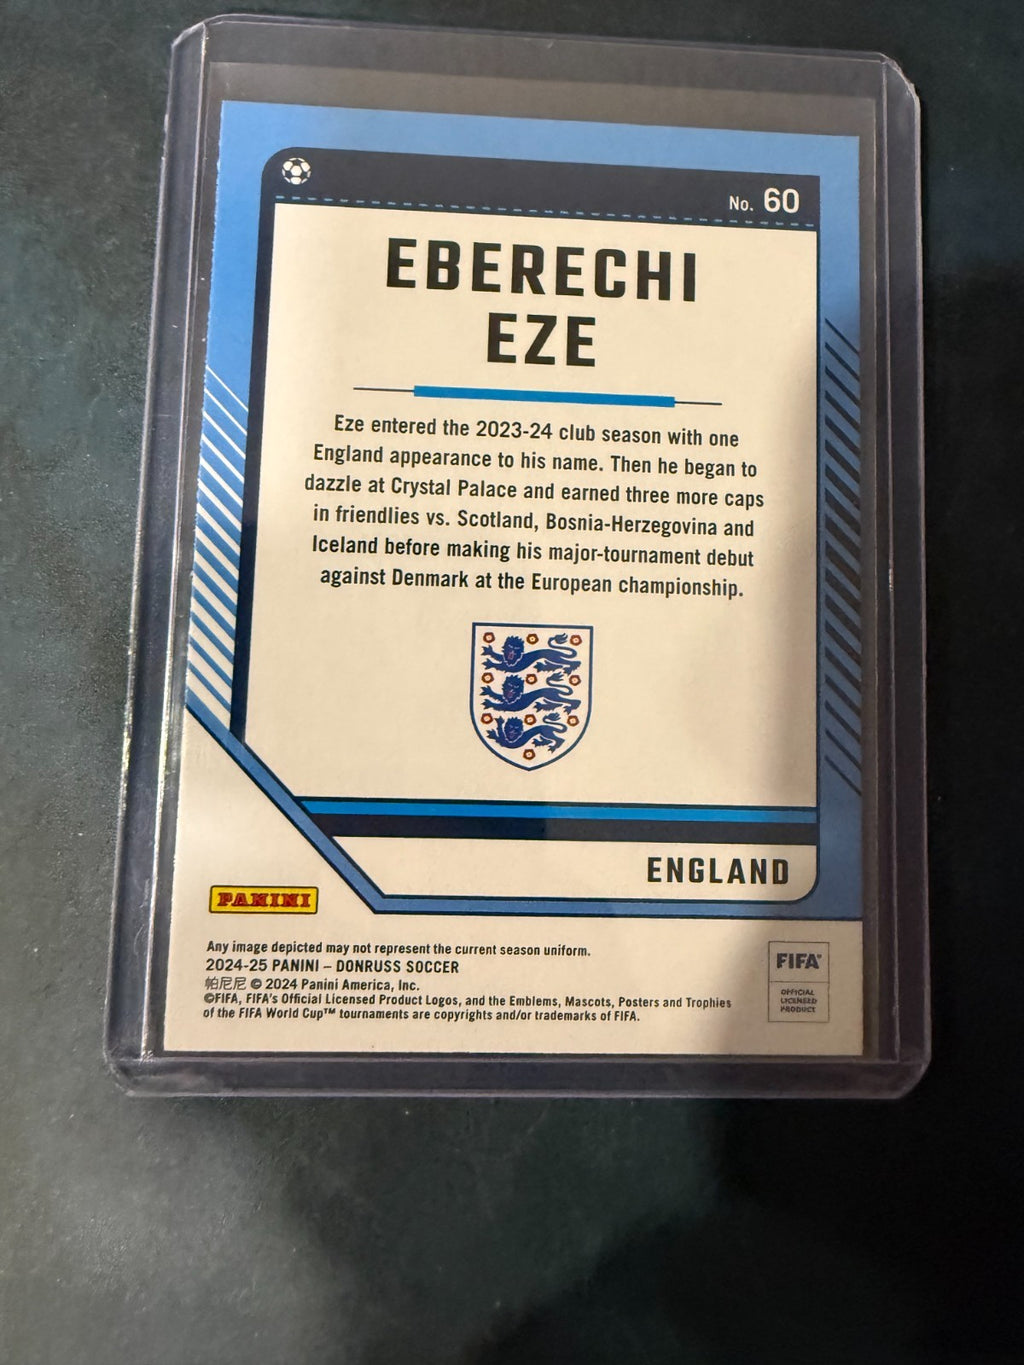 No. 60
EBERECHI
EZE
Eze entered the 2023-24 club season with one
England appearance to his name. Then he began to
dazzle at Crystal Palace and earned three more caps
in friendlies vs. Scotland, Bosnia-Herzegovina and
Iceland before making his major-tournament debut
against Denmark at the European championship.
ENGLAND
PANINI
Any image depicted may not represent the current season uniform.
2024-25 PANINI – DONRUSS SOCCER
帕尼尼 © 2024 Panini America, Inc.
©FIFA, FIFA's Official Licensed Product Logos, and the Emblems, Mascots, Posters and Trophies
of the FIFA World Cup™ tournaments are copyrights and/or trademarks of FIFA.
FIFA®
OFFICIAL
LICENSED
PRODUCT